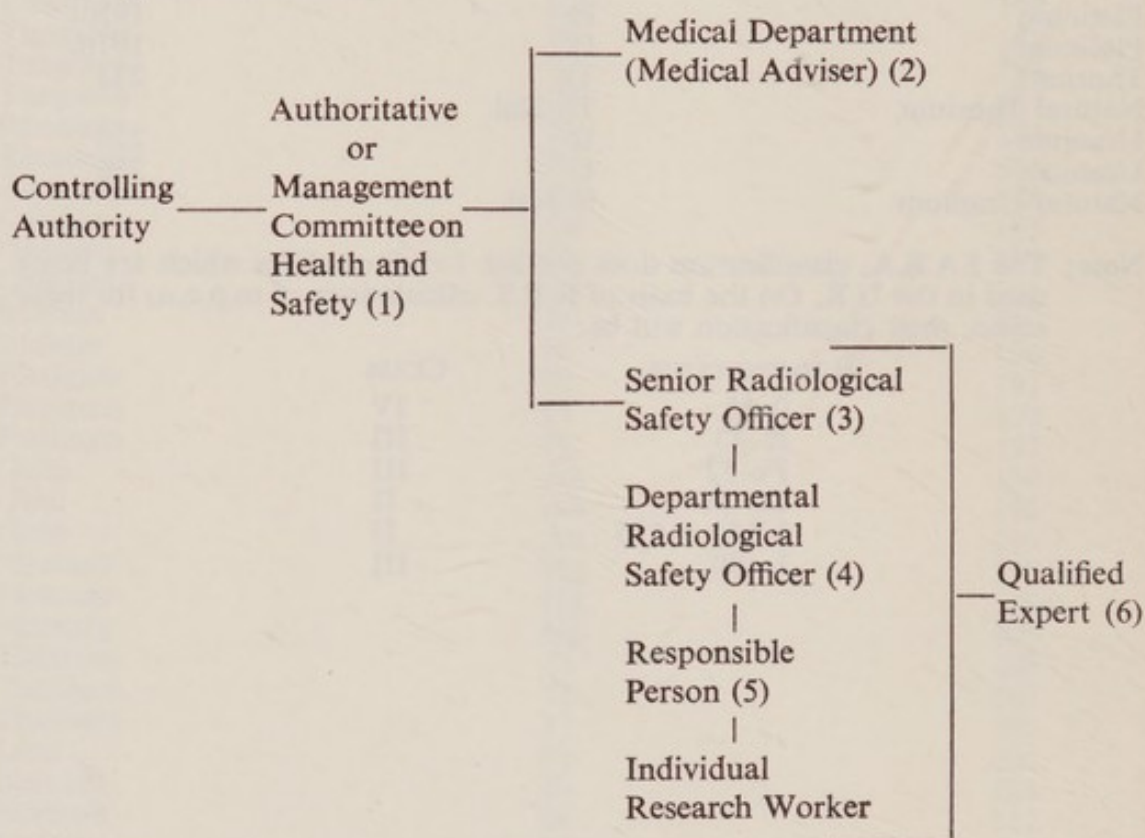 Medical Department
(Medical Adviser) (2)
Authoritative
or
Management
Committee on
Health and
Safety (1)
Controlling
Authority
Senior Radiological
Safety Officer (3)
Departmental
Radiological
Safety Officer (4)
Responsible
Person (5)
Individual
Research Worker
Qualified
Expert (6)